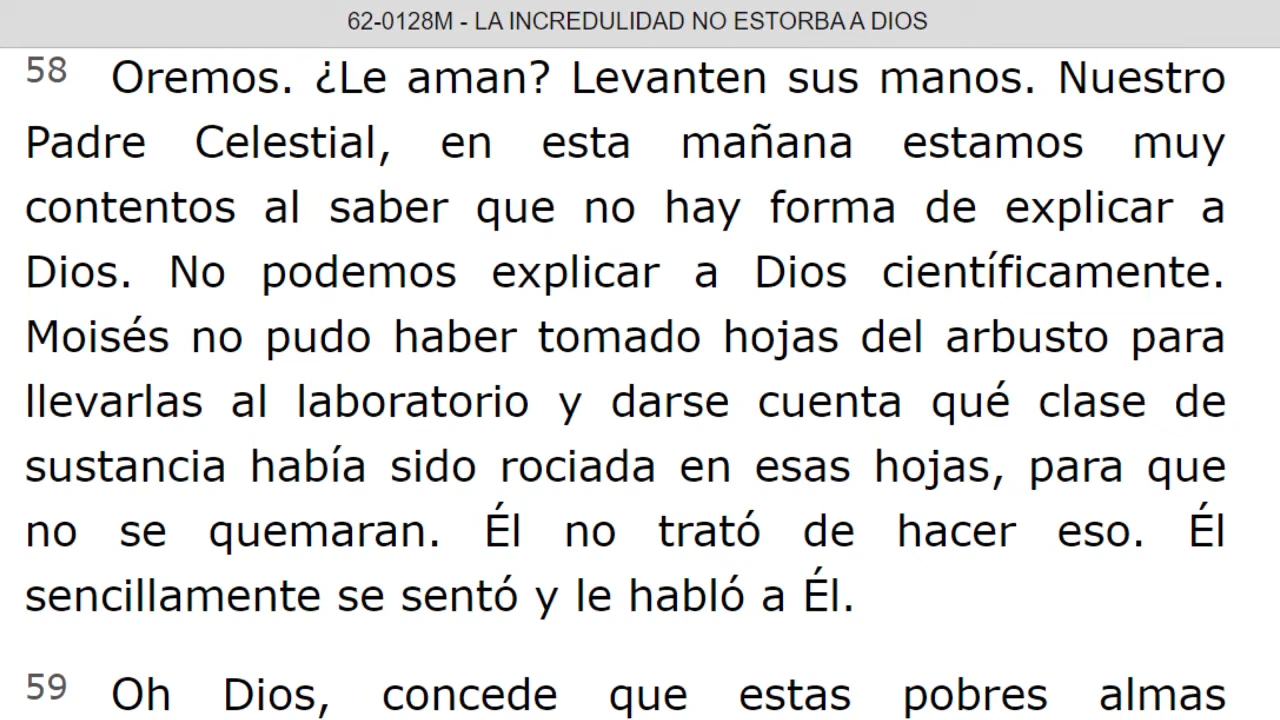 62-0128M - LA INCREDULIDAD NO ESTORBA A DIOS
58 Oremos. ¿Le aman? Levanten sus manos. Nuestro
Padre Celestial, en esta mañana estamos muy
contentos al saber que no hay forma de explicar a
Dios. No podemos explicar a Dios científicamente.
Moisés no pudo haber tomado hojas del arbusto para
llevarlas al laboratorio y darse cuenta qué clase de
sustancia había sido rociada en esas hojas, para que
no se quemaran. Él no trató de hacer eso. Él
sencillamente se sentó y le habló a Él.
59 Oh Dios, concede que estas pobres almas